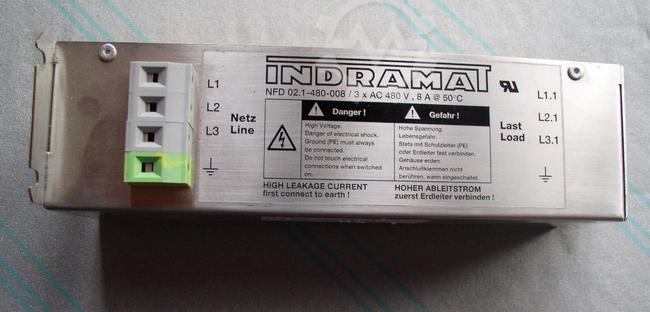 INDRAMAT
NFD 02.1-480-008 / 3 x AC 480 V , 8 A @ 50°C
L1
L2
L3
Netz
Line
Danger !
High Voltage.
Danger of electrical shock.
Ground (PE) must always
be connected.
Do not touch electrical
connections when switched
on.
Gefahr !
Hohe Spannung.
Lebensgefahr.
Stets mit Schutzleiter (PE)
oder Erdleiter fest verbinden.
Gehäuse erden.
Anschlußklemmen nicht
berühren, wenn eingeschaltet.
HIGH LEAKAGE CURRENT
first connect to earth !
HOHER ABLEITSTROM
zuerst Erdleiter verbinden !
Last
Load
L1.1
L2.1
L3.1